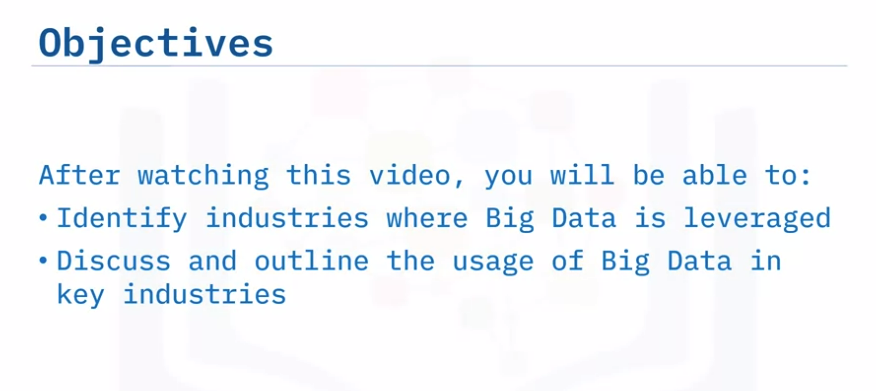 Objectives
After watching this video, you will be able to:
• Identify industries where Big Data is leveraged
• Discuss and outline the usage of Big Data in
key industries